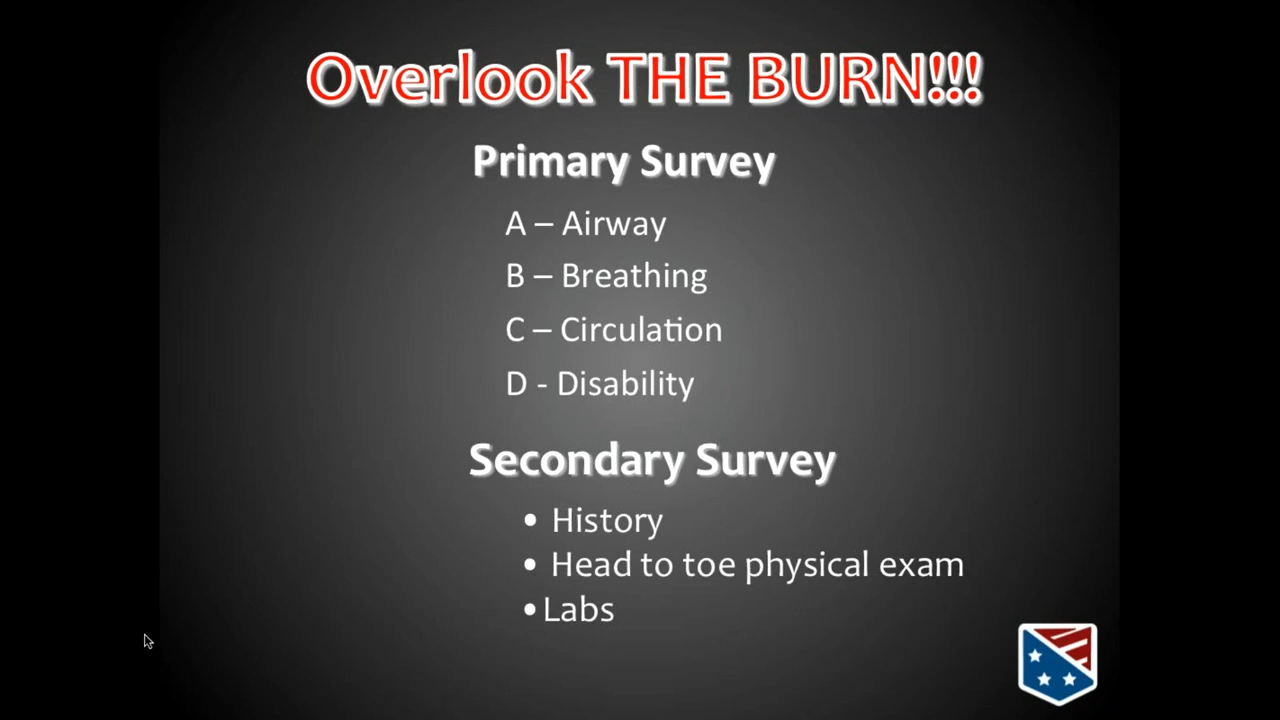 Overlook THE BURN!!!
Primary Survey
A – Airway
B – Breathing
C – Circulation
D - Disability
Secondary Survey
• History
• Head to toe physical exam
•Labs